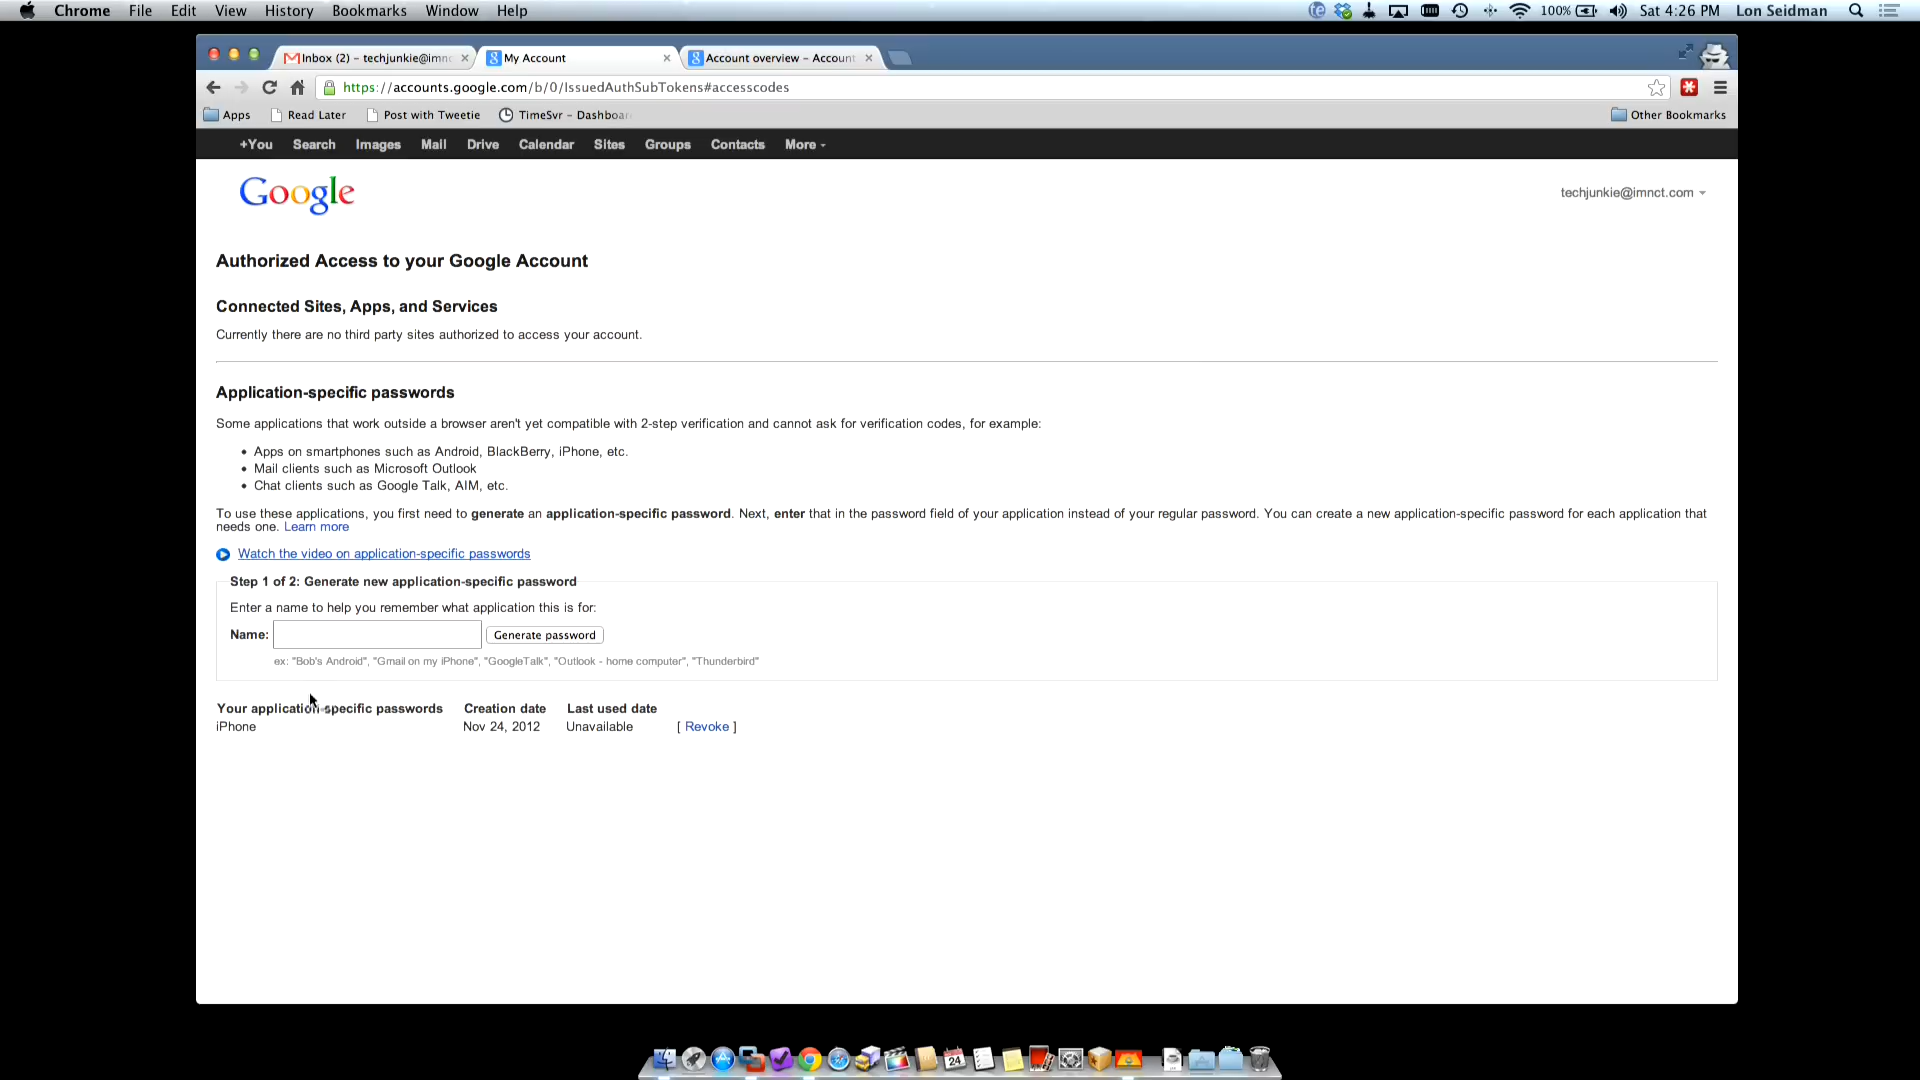 Chrome File Edit View History Bookmarks Window Help
100% Sat 4:26 PM Lon Seidman
Inbox (2) – techjunkie@imnc
My Account
Account overview – Account
https://accounts.google.com/b/0/IssuedAuthSubTokens#accesscodes
Apps Read Later Post with Tweetie TimeSvr – Dashboar
Other Bookmarks
+You Search Images Mail Drive Calendar Sites Groups Contacts More
Google
techjunkie@imnct.com
Authorized Access to your Google Account
Connected Sites, Apps, and Services
Currently there are no third party sites authorized to access your account.
Application-specific passwords
Some applications that work outside a browser aren't yet compatible with 2-step verification and cannot ask for verification codes, for example:
• Apps on smartphones such as Android, BlackBerry, iPhone, etc.
• Mail clients such as Microsoft Outlook
• Chat clients such as Google Talk, AIM, etc.
To use these applications, you first need to generate an application-specific password. Next, enter that in the password field of your application instead of your regular password. You can create a new application-specific password for each application that
needs one. Learn more
Watch the video on application-specific passwords
Step 1 of 2: Generate new application-specific password
Enter a name to help you remember what application this is for:
Name: Generate password
ex: "Bob's Android", "Gmail on my iPhone", "GoogleTalk", "Outlook - home computer", "Thunderbird"
Your application-specific passwords Creation date Last used date
iPhone Nov 24, 2012 Unavailable [ Revoke ]
24